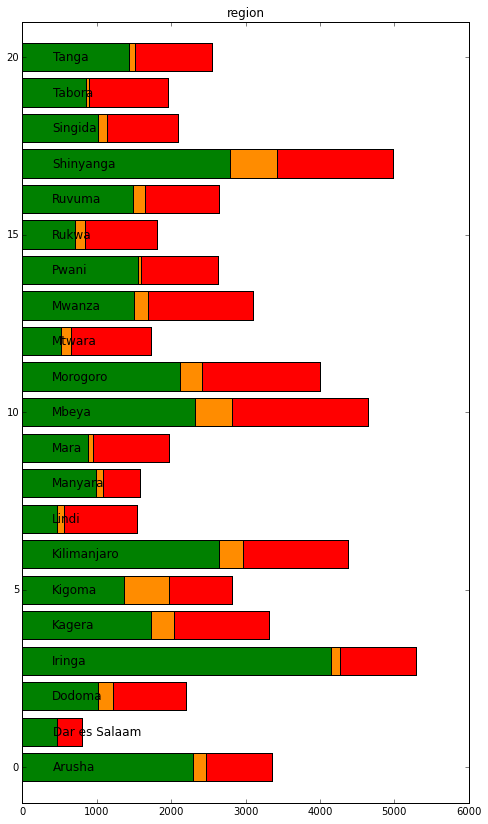 region
20
Tanga
Tabora
Singida
Shinyanga
Ruvuma
15
Rukwa
Pwani
Mwanza
Mtwara
Morogoro
10
Mbeya
Mara
Manyara
Lindi
Kilimanjaro
5
Kigoma
Kagera
Iringa
Dodoma
Dar es Salaam
0
Arusha
0 1000 2000 3000 4000 5000 6000